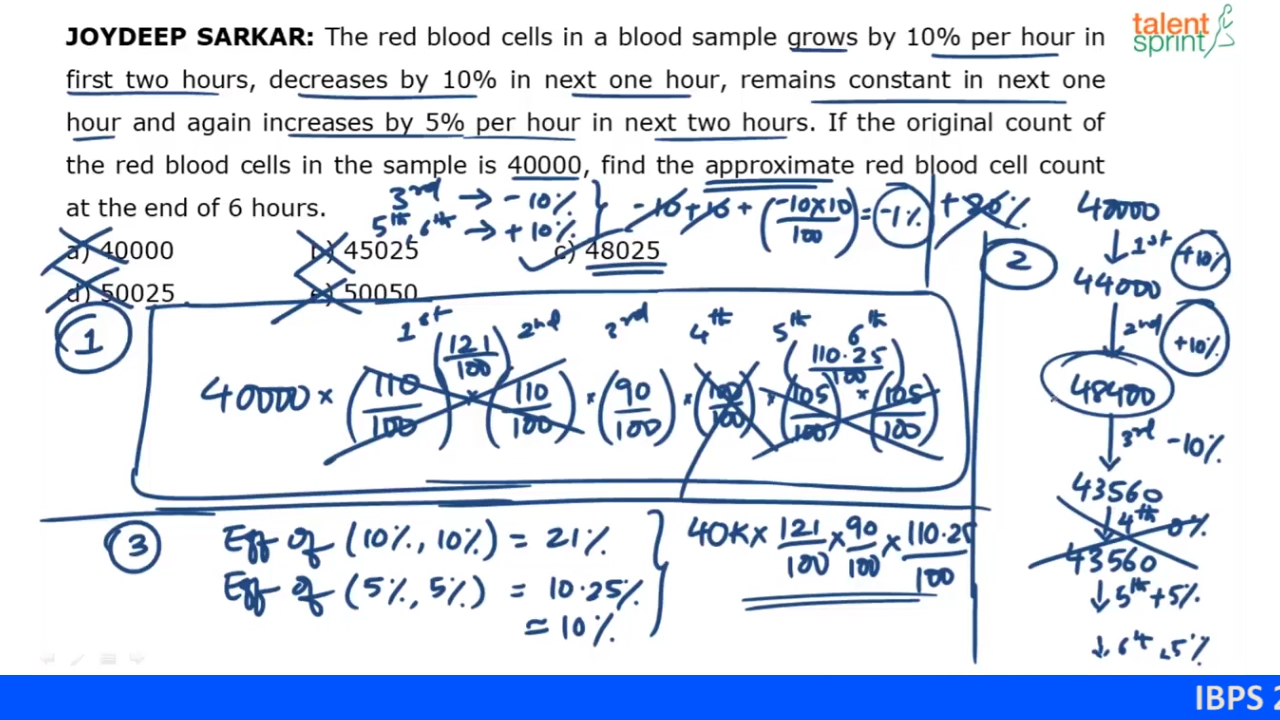 JOYDEEP SARKAR: The red blood cells in a blood sample grows by 10% per hour in
first two hours, decreases by 10% in next one hour, remains constant in next one
hour and again increases by 5% per hour in next two hours. If the original count of
the red blood cells in the sample is 40000, find the approximate red blood cell count
at the end of 6 hours.
talent
sprint
3rd → -10%
5th, 6th → +10%
-10 + 10 + (-10×10/100) = -1%
+ 20%
a) 40000 b) 45025 c) 48025
d) 50025 e) 50050
1
1st 2nd 3rd 4th 5th 6th
(121/100) (110.25/100)
40000 × (110/100) × (110/100) × (90/100) × (100/100) × (105/100) × (105/100)
2
40000
↓ 1st +10%
44000
↓ 2nd +10%
48400
↓ 3rd -10%
43560
↓ 4th 0%
43560
↓ 5th +5%
↓ 6th 5%
3
Eff of (10%, 10%) = 21%
Eff of (5%, 5%) = 10.25%
≃ 10%
40K × 121/100 × 90/100 × 110.25/100
IBPS 2